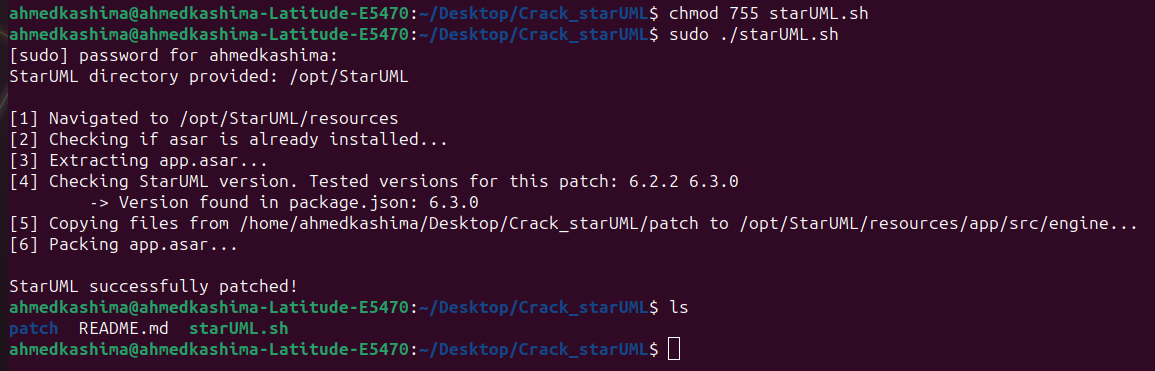 ahmedkashima@ahmedkashima-Latitude-E5470:~/Desktop/Crack_starUML$ chmod 755 starUML.sh
ahmedkashima@ahmedkashima-Latitude-E5470:~/Desktop/Crack_starUML$ sudo ./starUML.sh
[sudo] password for ahmedkashima:
StarUML directory provided: /opt/StarUML

[1] Navigated to /opt/StarUML/resources
[2] Checking if asar is already installed...
[3] Extracting app.asar...
[4] Checking StarUML version. Tested versions for this patch: 6.2.2 6.3.0
        -> Version found in package.json: 6.3.0
[5] Copying files from /home/ahmedkashima/Desktop/Crack_starUML/patch to /opt/StarUML/resources/app/src/engine...
[6] Packing app.asar...

StarUML successfully patched!
ahmedkashima@ahmedkashima-Latitude-E5470:~/Desktop/Crack_starUML$ ls
patch  README.md  starUML.sh
ahmedkashima@ahmedkashima-Latitude-E5470:~/Desktop/Crack_starUML$